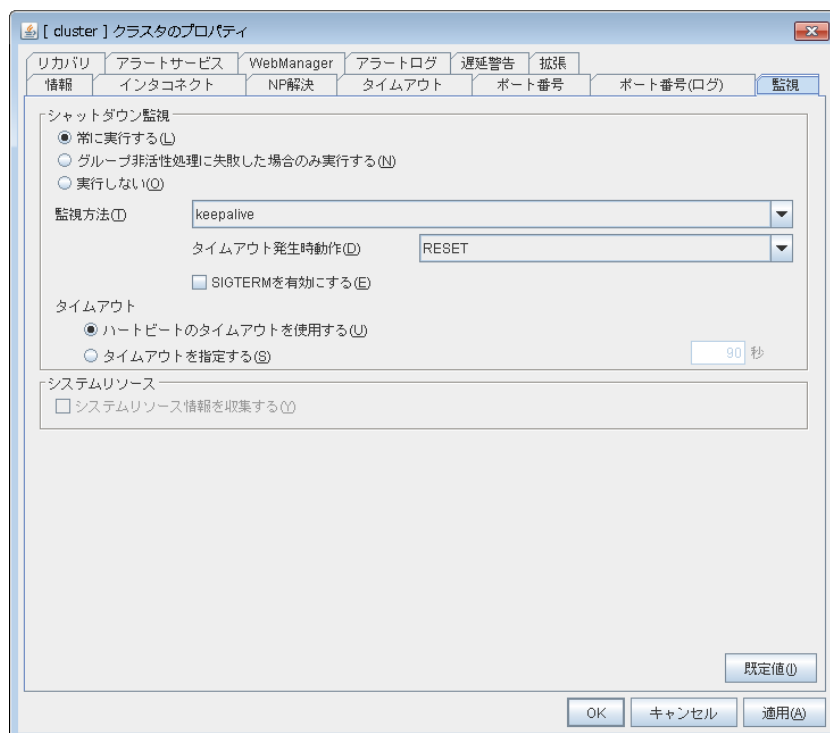 [ cluster ] クラスタのプロパティ
リカバリ アラートサービス WebManager アラートログ 遅延警告 拡張
情報 インタコネクト NP解決 タイムアウト ポート番号 ポート番号(ログ) 監視
シャットダウン監視
常に実行する(L)
グループ非活性処理に失敗した場合のみ実行する(N)
実行しない(O)
監視方法(T) keepalive
タイムアウト発生時動作(D) RESET
SIGTERMを有効にする(E)
タイムアウト
ハートビートのタイムアウトを使用する(U)
タイムアウトを指定する(S) 90 秒
システムリソース
システムリソース情報を収集する(Y)
既定値(I)
OK キャンセル 適用(A)